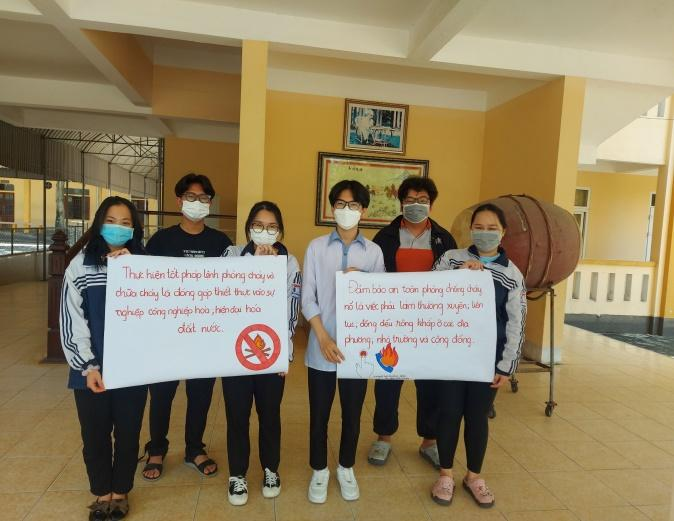 Thực hiện tốt pháp lệnh phòng cháy và
chữa cháy là đóng góp thiết thực vào sự
nghiệp công nghiệp hóa, hiện đại hóa
đất nước.
Đảm bảo an toàn phòng chống cháy
nổ là việc phải làm thường xuyên, liên
tục, đồng đều rộng khắp ở các địa
phương, nhà trường và cộng đồng.